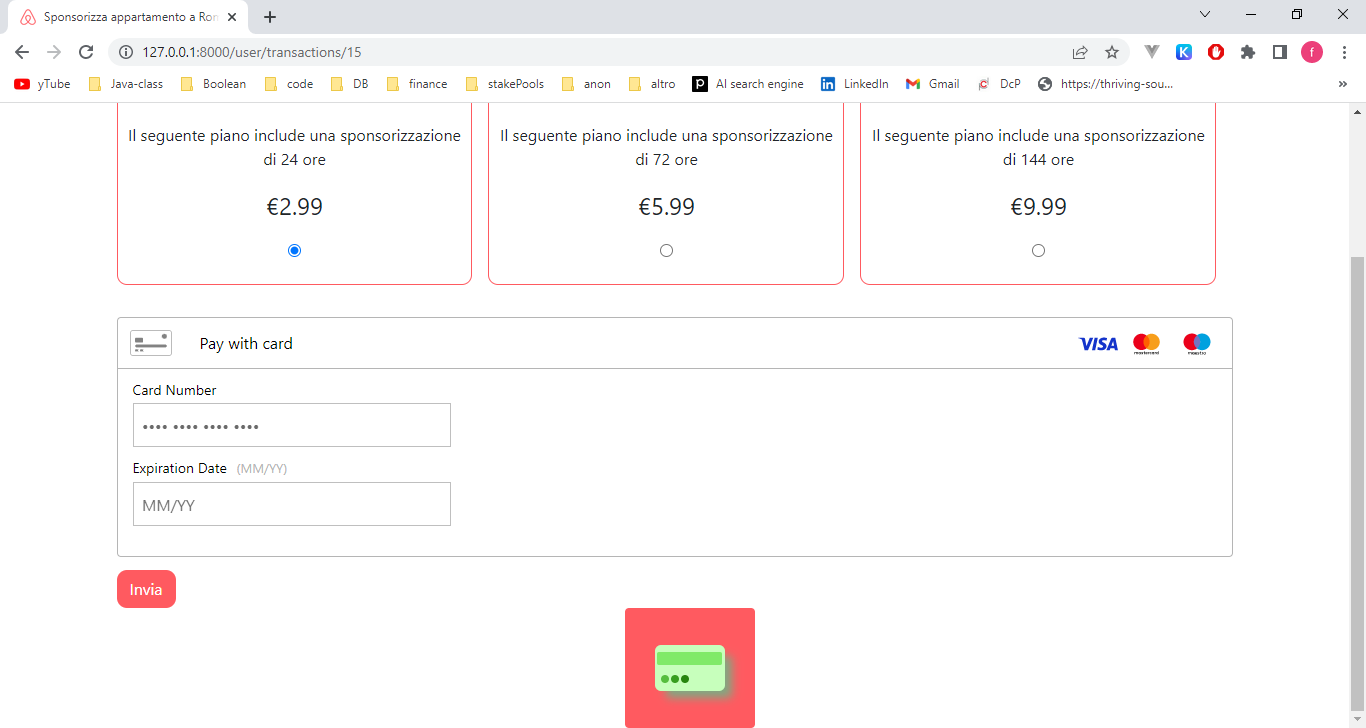 Sponsorizza appartamento a Ron
127.0.0.1:8000/user/transactions/15
f
yTube
Java-class
Boolean
code
DB
finance
stakePools
anon
altro
p
AI search engine
in
LinkedIn
Gmail
DcP
https://thriving-sou...
»
Il seguente piano include una sponsorizzazione
di 24 ore
€2.99
Il seguente piano include una sponsorizzazione
di 72 ore
€5.99
Il seguente piano include una sponsorizzazione
di 144 ore
€9.99
Pay with card
VISA
mastercard
maestro
Card Number
•••• •••• •••• ••••
Expiration Date (MM/YY)
MM/YY
Invia